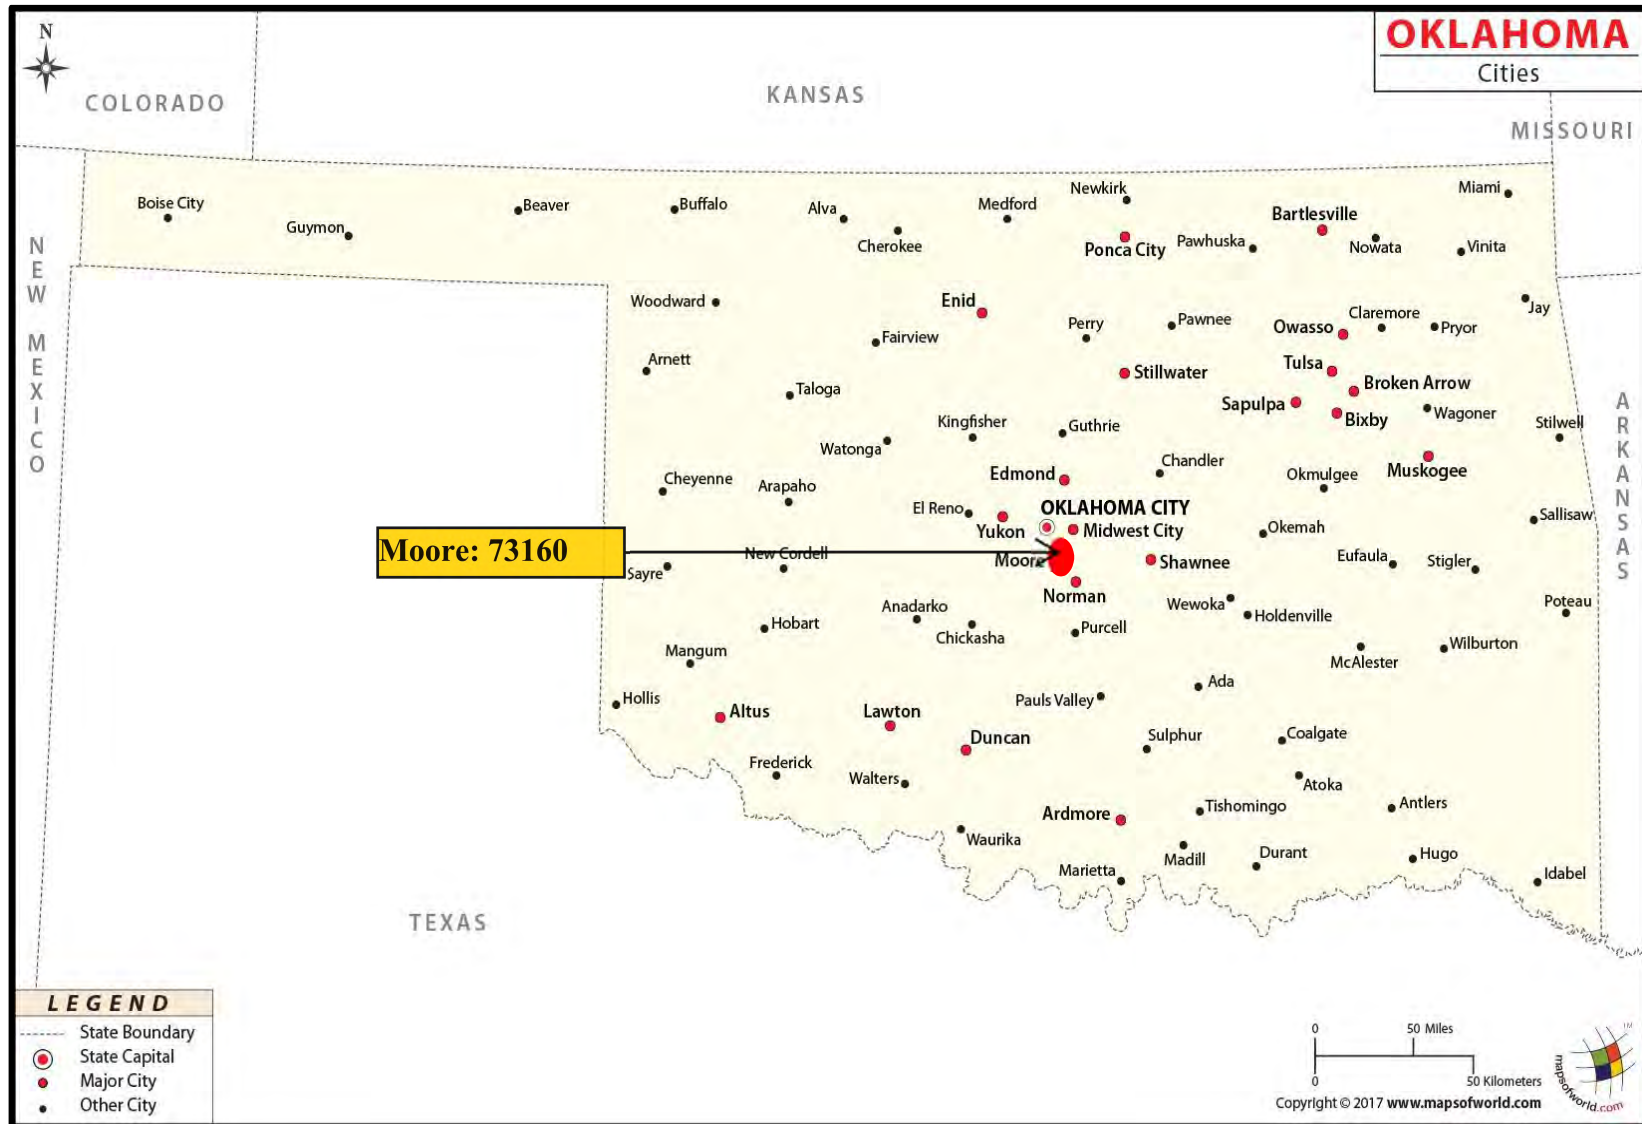 OKLAHOMA
Cities
N
COLORADO
KANSAS
MISSOURI
NEW MEXICO
ARKANSAS
TEXAS
Boise City
Guymon
Beaver
Buffalo
Alva
Cherokee
Medford
Newkirk
Ponca City
Pawhuska
Bartlesville
Nowata
Miami
Vinita
Woodward
Enid
Fairview
Perry
Pawnee
Owasso
Claremore
Pryor
Jay
Arnett
Taloga
Stillwater
Tulsa
Broken Arrow
Sapulpa
Bixby
Wagoner
Stilwell
Kingfisher
Guthrie
Watonga
Edmond
Chandler
Okmulgee
Muskogee
Cheyenne
Arapaho
El Reno
Yukon
OKLAHOMA CITY
Midwest City
Okemah
Sallisaw
Moore: 73160
New Cordell
Sayre
Moore
Shawnee
Eufaula
Stigler
Norman
Wewoka
Holdenville
Poteau
Anadarko
Chickasha
Purcell
Hobart
Mangum
McAlester
Wilburton
Hollis
Altus
Lawton
Duncan
Pauls Valley
Ada
Sulphur
Coalgate
Frederick
Walters
Atoka
Ardmore
Tishomingo
Antlers
Waurika
Madill
Durant
Hugo
Marietta
Idabel
LEGEND
State Boundary
State Capital
Major City
Other City
0 50 Miles
0 50 Kilometers
Copyright © 2017 www.mapsofworld.com
mapsofworld.com
TM